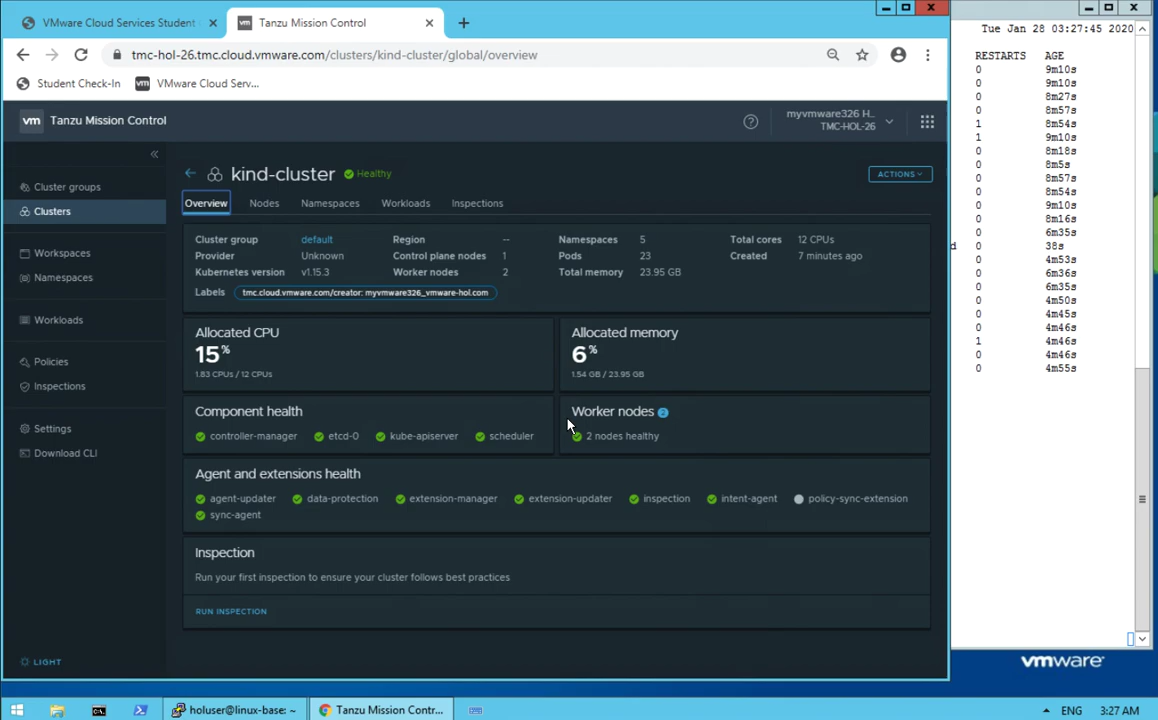 VMware Cloud Services Student
Tanzu Mission Control
tmc-hol-26.tmc.cloud.vmware.com/clusters/kind-cluster/global/overview
Student Check-In
VMware Cloud Serv...
vm Tanzu Mission Control
myvmware326 H..
TMC-HOL-26
Cluster groups
Clusters
Workspaces
Namespaces
Workloads
Policies
Inspections
Settings
Download CLI
LIGHT
kind-cluster Healthy
ACTIONS
Overview Nodes Namespaces Workloads Inspections
Cluster group default Region -- Namespaces 5 Total cores 12 CPUs
Provider Unknown Control plane nodes 1 Pods 23 Created 7 minutes ago
Kubernetes version v1.15.3 Worker nodes 2 Total memory 23.95 GB
Labels tmc.cloud.vmware.com/creator: myvmware326_vmware-hol.com
Allocated CPU
15%
1.83 CPUs / 12 CPUs
Allocated memory
6%
1.54 GB / 23.95 GB
Component health
controller-manager etcd-0 kube-apiserver scheduler
Worker nodes 2
2 nodes healthy
Agent and extensions health
agent-updater data-protection extension-manager extension-updater inspection intent-agent policy-sync-extension
sync-agent
Inspection
Run your first inspection to ensure your cluster follows best practices
RUN INSPECTION
Tue Jan 28 03:27:45 2020
RESTARTS AGE
0 9m10s
0 9m10s
0 8m27s
0 8m57s
1 8m54s
1 9m10s
0 8m18s
0 8m5s
0 8m57s
0 8m54s
0 9m10s
0 8m16s
0 6m35s
d 0 38s
0 4m53s
0 6m36s
0 6m35s
0 4m50s
0 4m45s
0 4m46s
1 4m46s
0 4m46s
0 4m55s
vmware
holuser@linux-base: ~
Tanzu Mission Contr...
ENG 3:27 AM